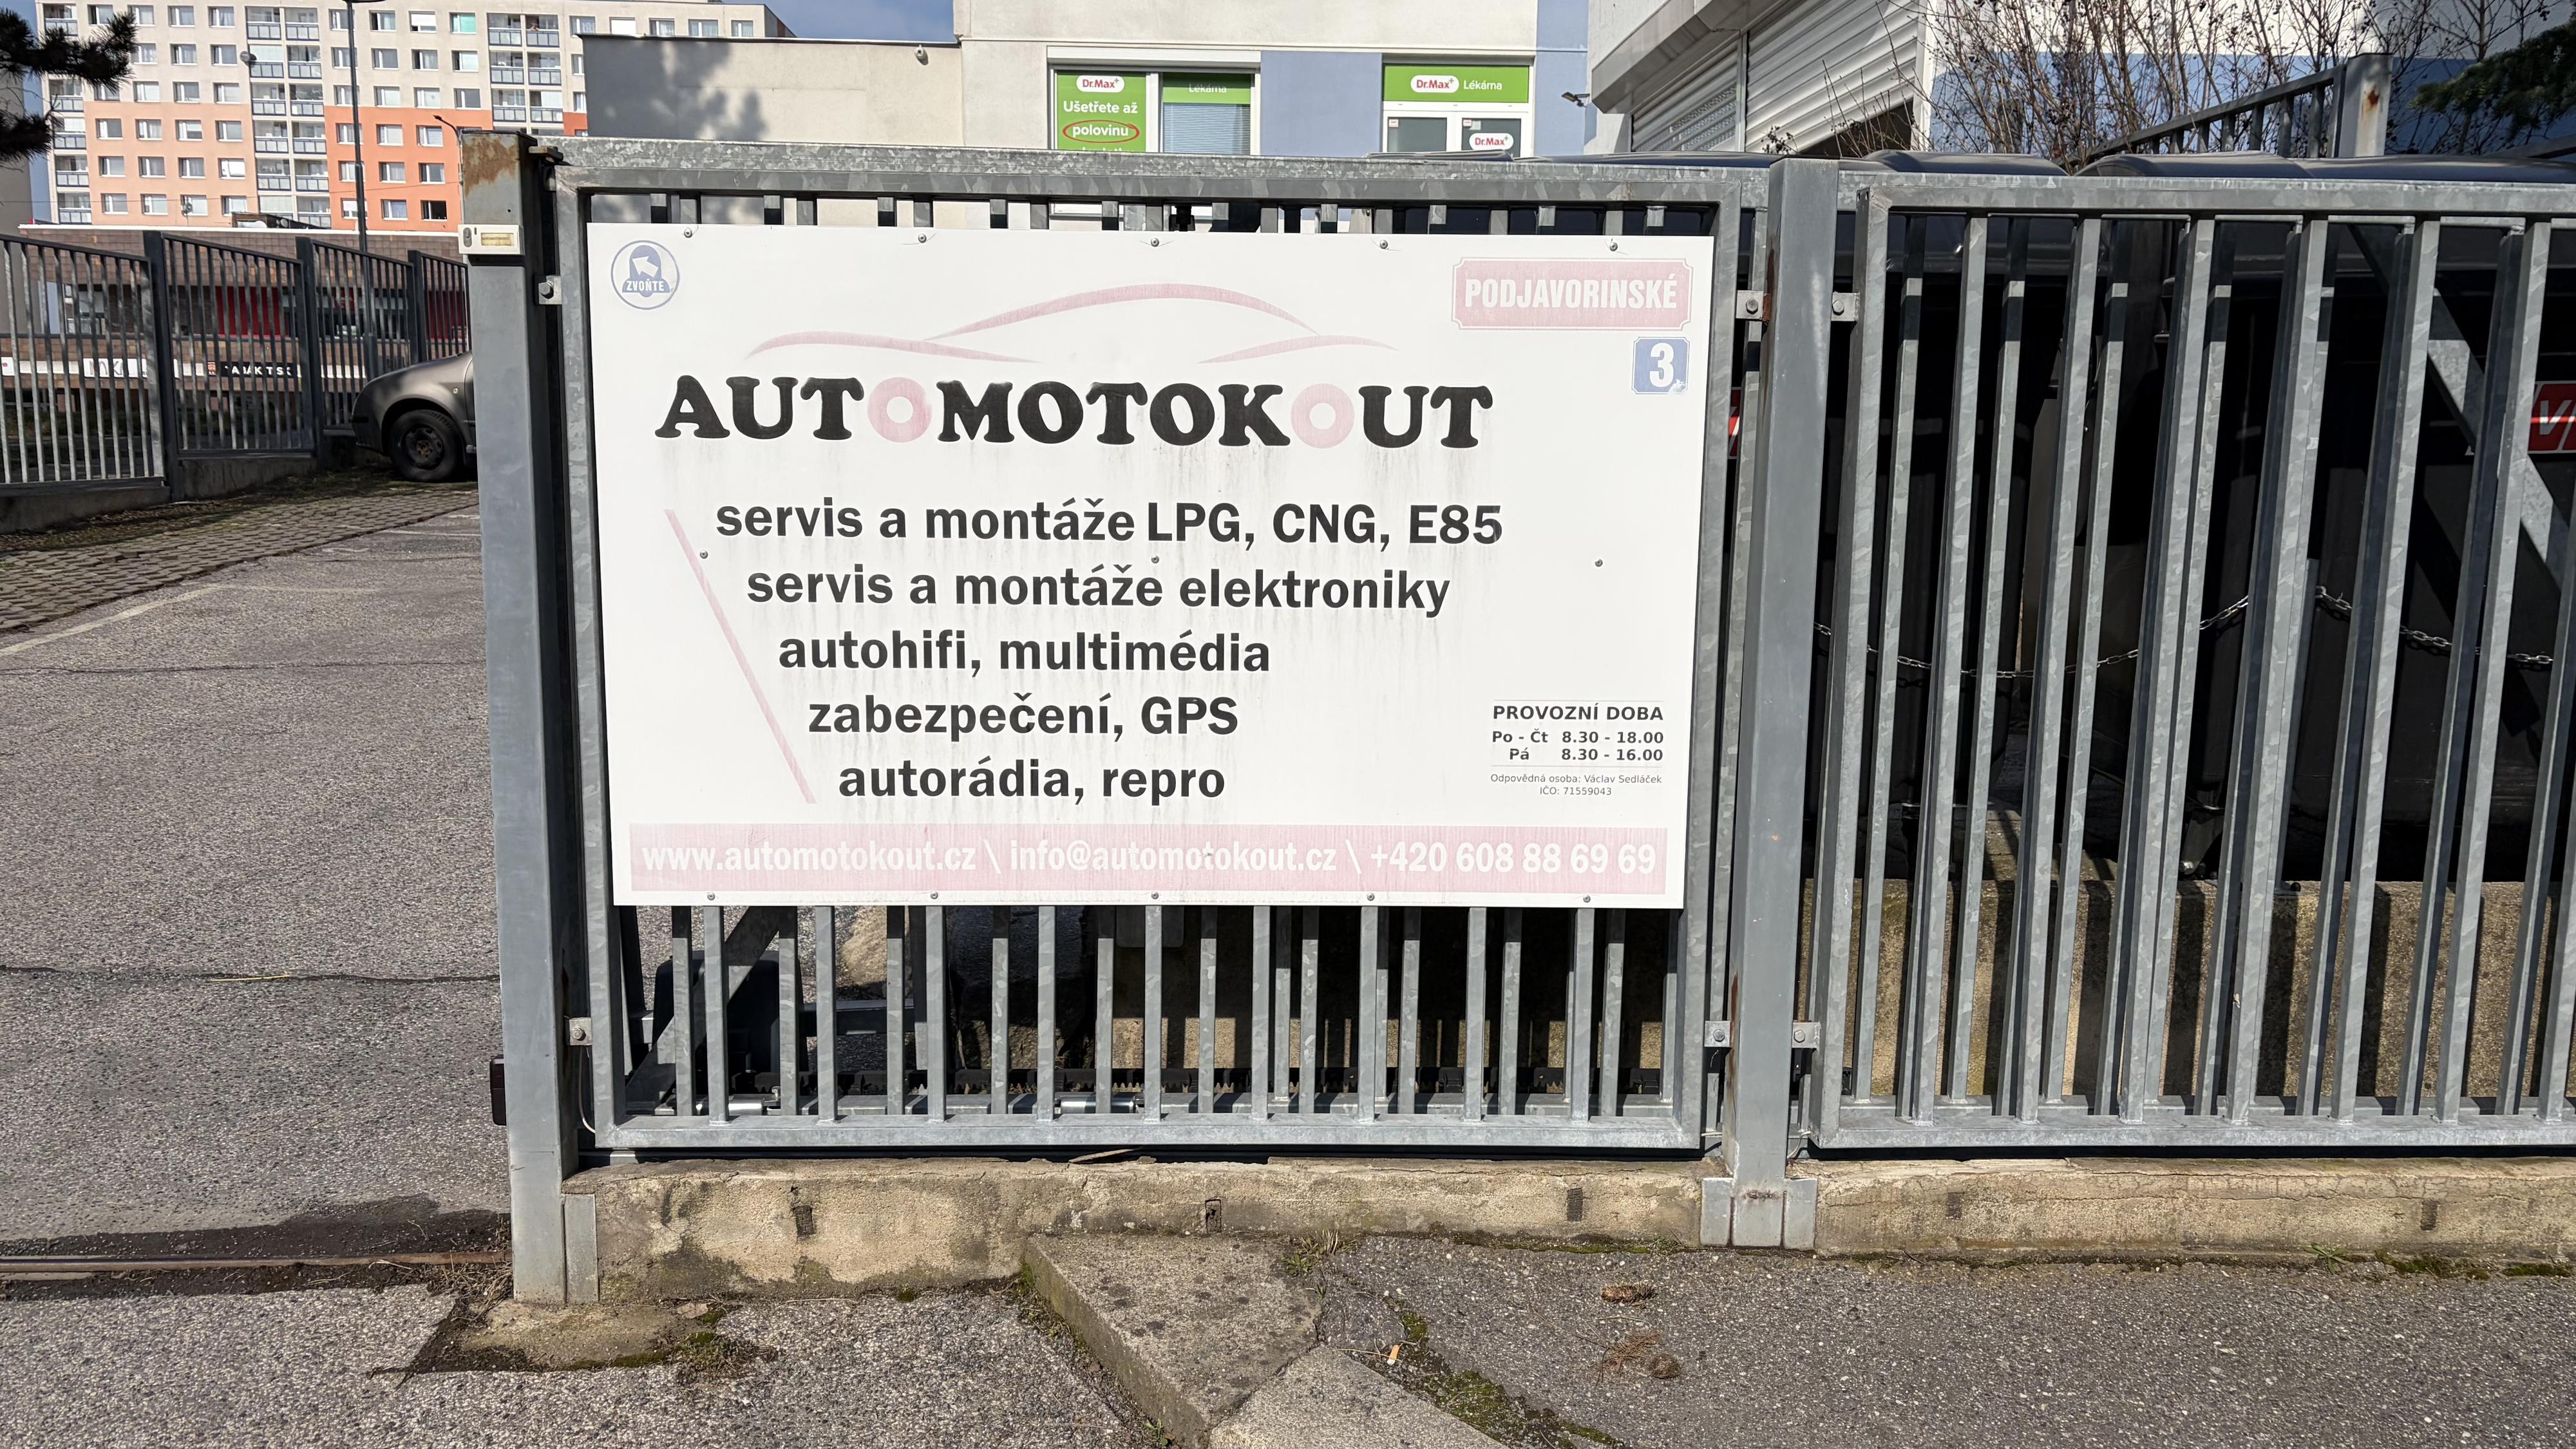 Dr.Max+
Ušetřete až
polovinu
Lékárna
Dr.Max+ Lékárna
Dr.Max+
ZVOŇTE
PODJAVORINSKÉ
3
AUTOMOTOKOUT
servis a montáže LPG, CNG, E85
servis a montáže elektroniky
autohifi, multimédia
zabezpečení, GPS
autorádia, repro
PROVOZNÍ DOBA
Po - Čt 8.30 - 18.00
Pá 8.30 - 16.00
Odpovědná osoba: Václav Sedláček
IČO: 71559043
www.automotokout.cz \ info@automotokout.cz \ +420 608 88 69 69